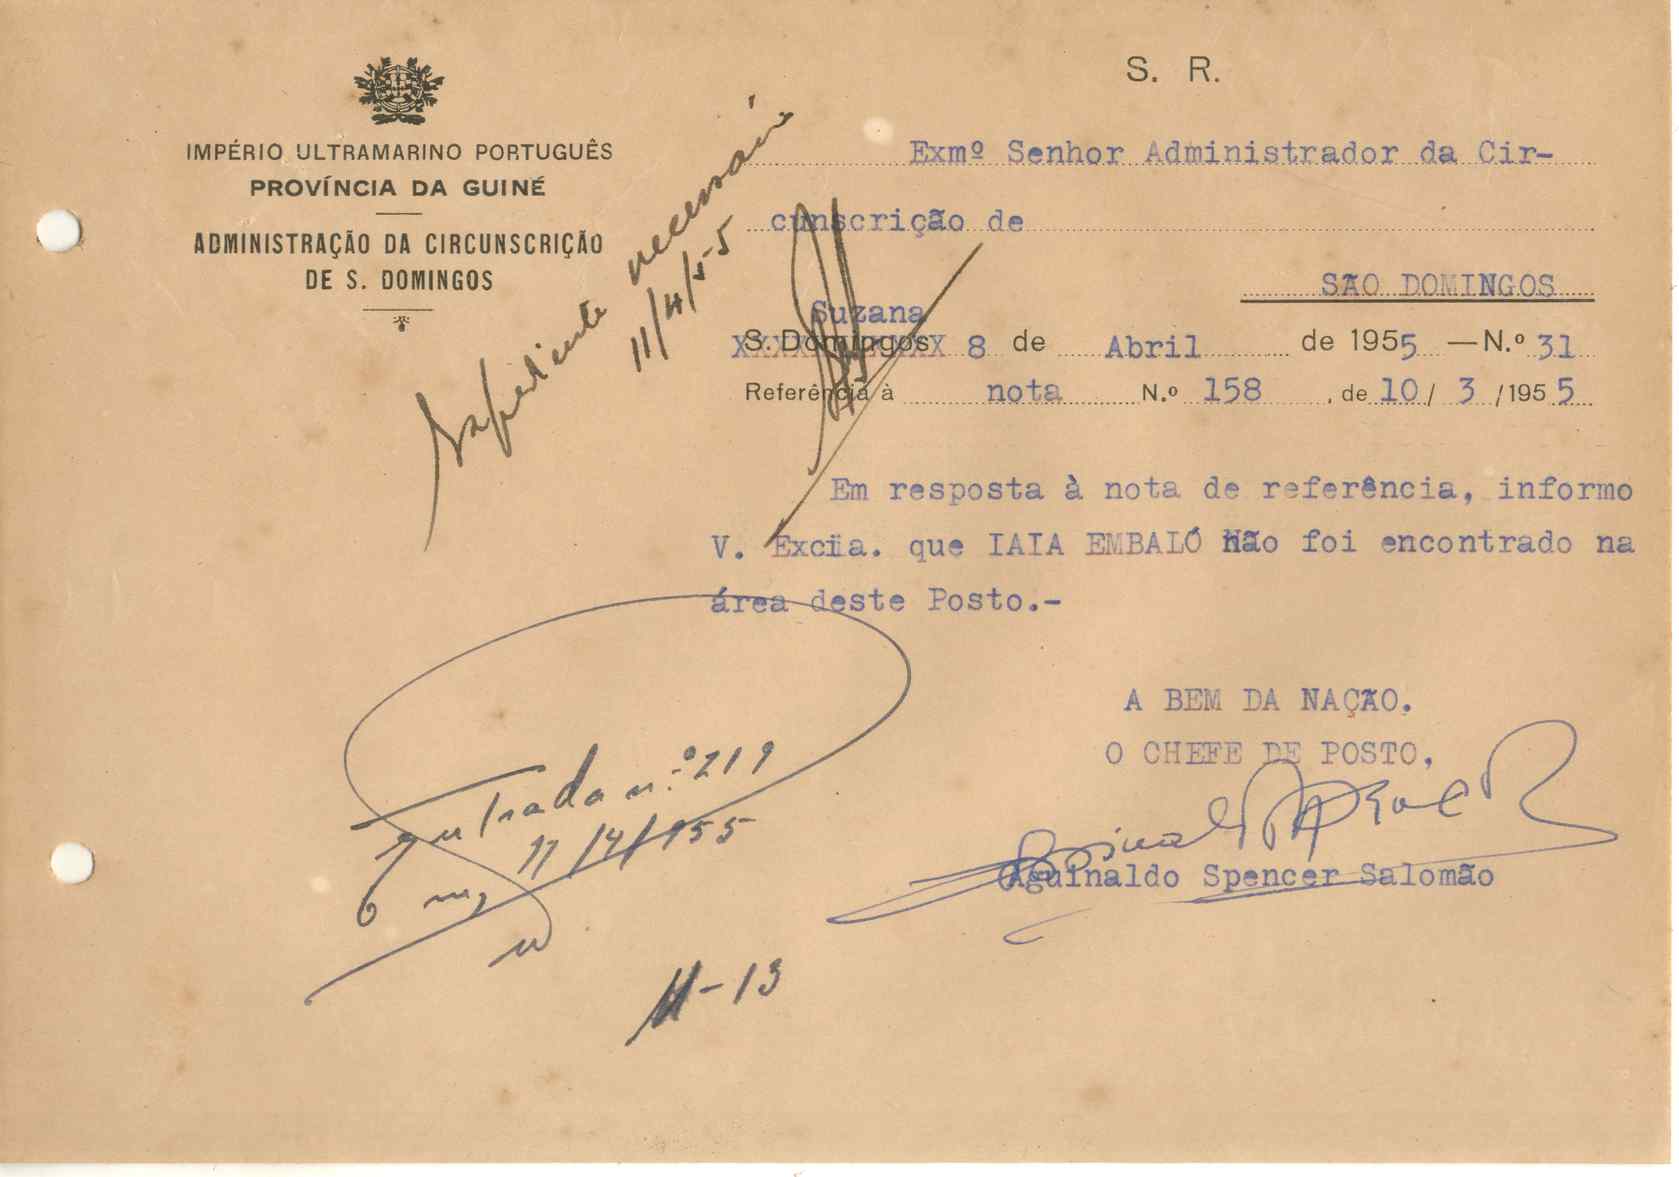 S. R.
IMPÉRIO ULTRAMARINO PORTUGUÊS
PROVÍNCIA DA GUINÉ
ADMINISTRAÇÃO DA CIRCUNSCRIÇÃO
DE S. DOMINGOS
Expediente necessário
11/4/55
Exmº Senhor Administrador da Cir-
cunscrição de
SÃO DOMINGOS
Suzana
S. Domingos 8 de Abril de 1955 — N.º 31
Referência à nota N.º 158, de 10/3/1955
Em resposta à nota de referência, informo
V. Excia. que IAIA EMBALÓ Não foi encontrado na
área deste Posto.-
A BEM DA NAÇÃO.
O CHEFE DE POSTO,
Aguinaldo Spencer Salomão
Entrada n.º 219
11/4/955
-13